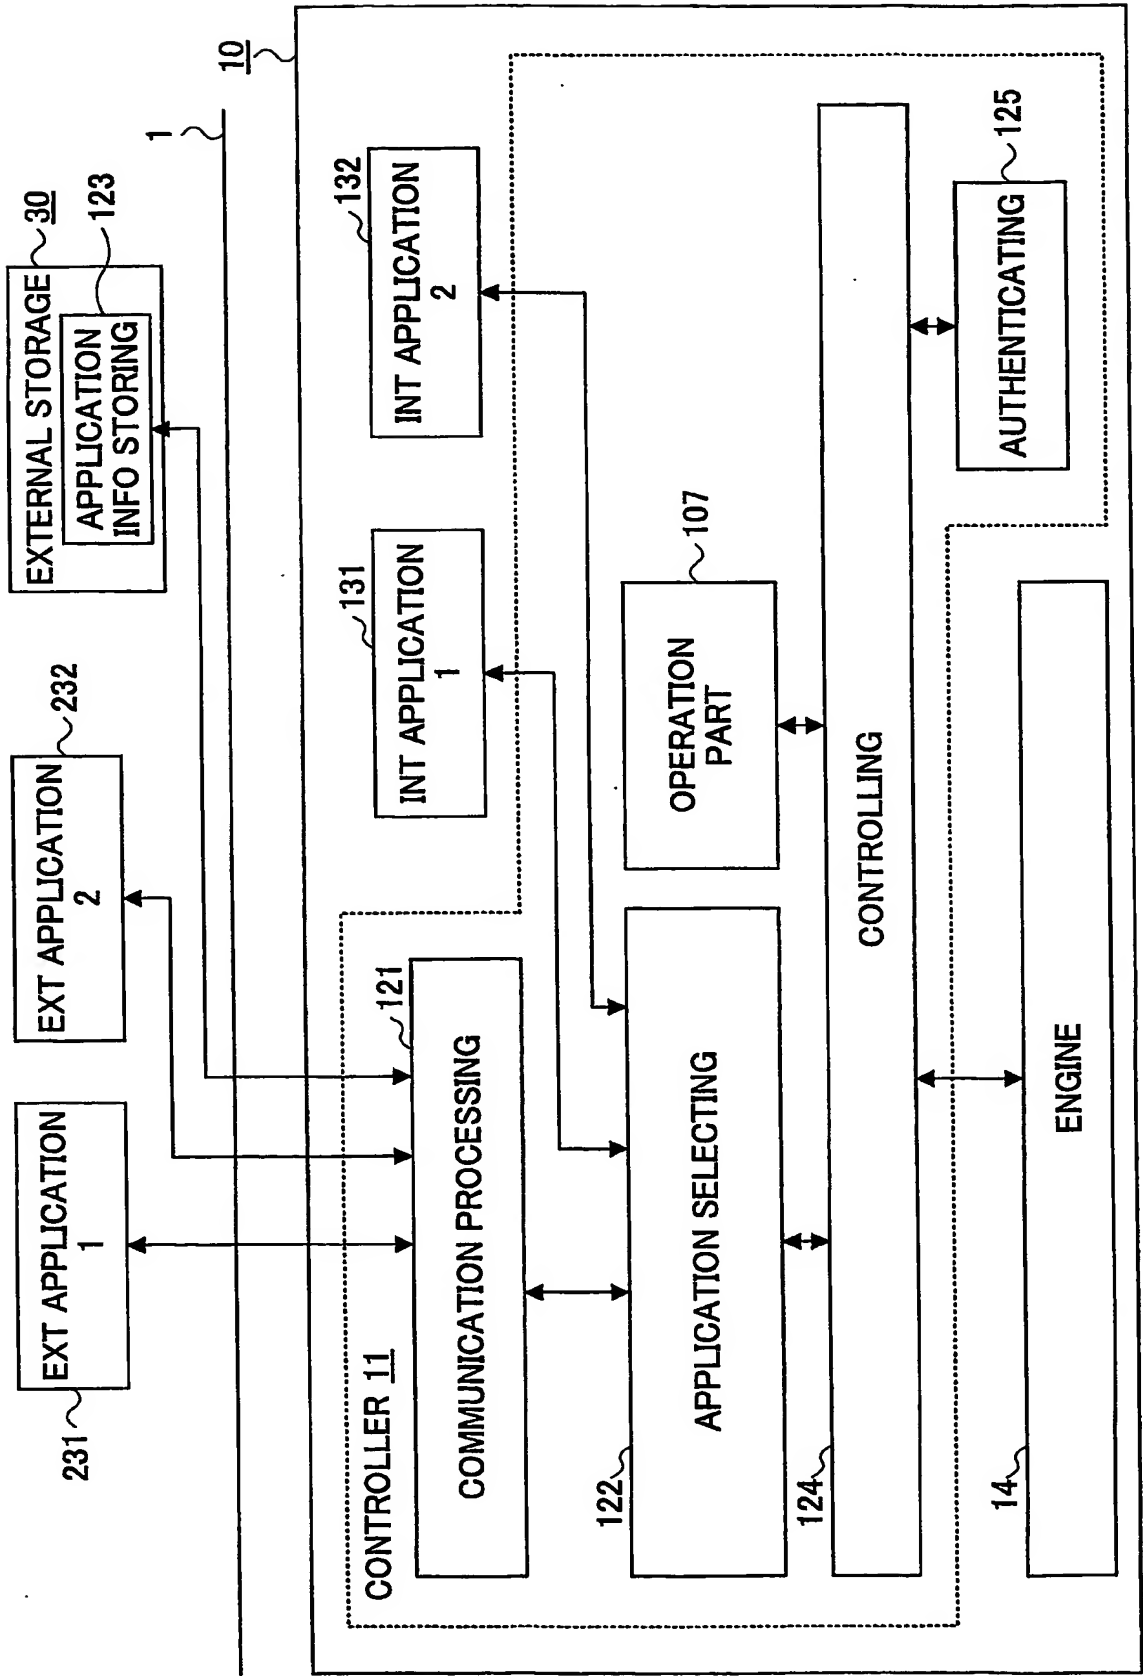 231
EXT APPLICATION
1
EXT APPLICATION
2
232
EXTERNAL STORAGE
30
APPLICATION
INFO STORING
123
1
10
CONTROLLER 11
COMMUNICATION PROCESSING
121
INT APPLICATION
1
131
INT APPLICATION
2
132
122
APPLICATION SELECTING
OPERATION
PART
107
124
CONTROLLING
AUTHENTICATING
125
14
ENGINE